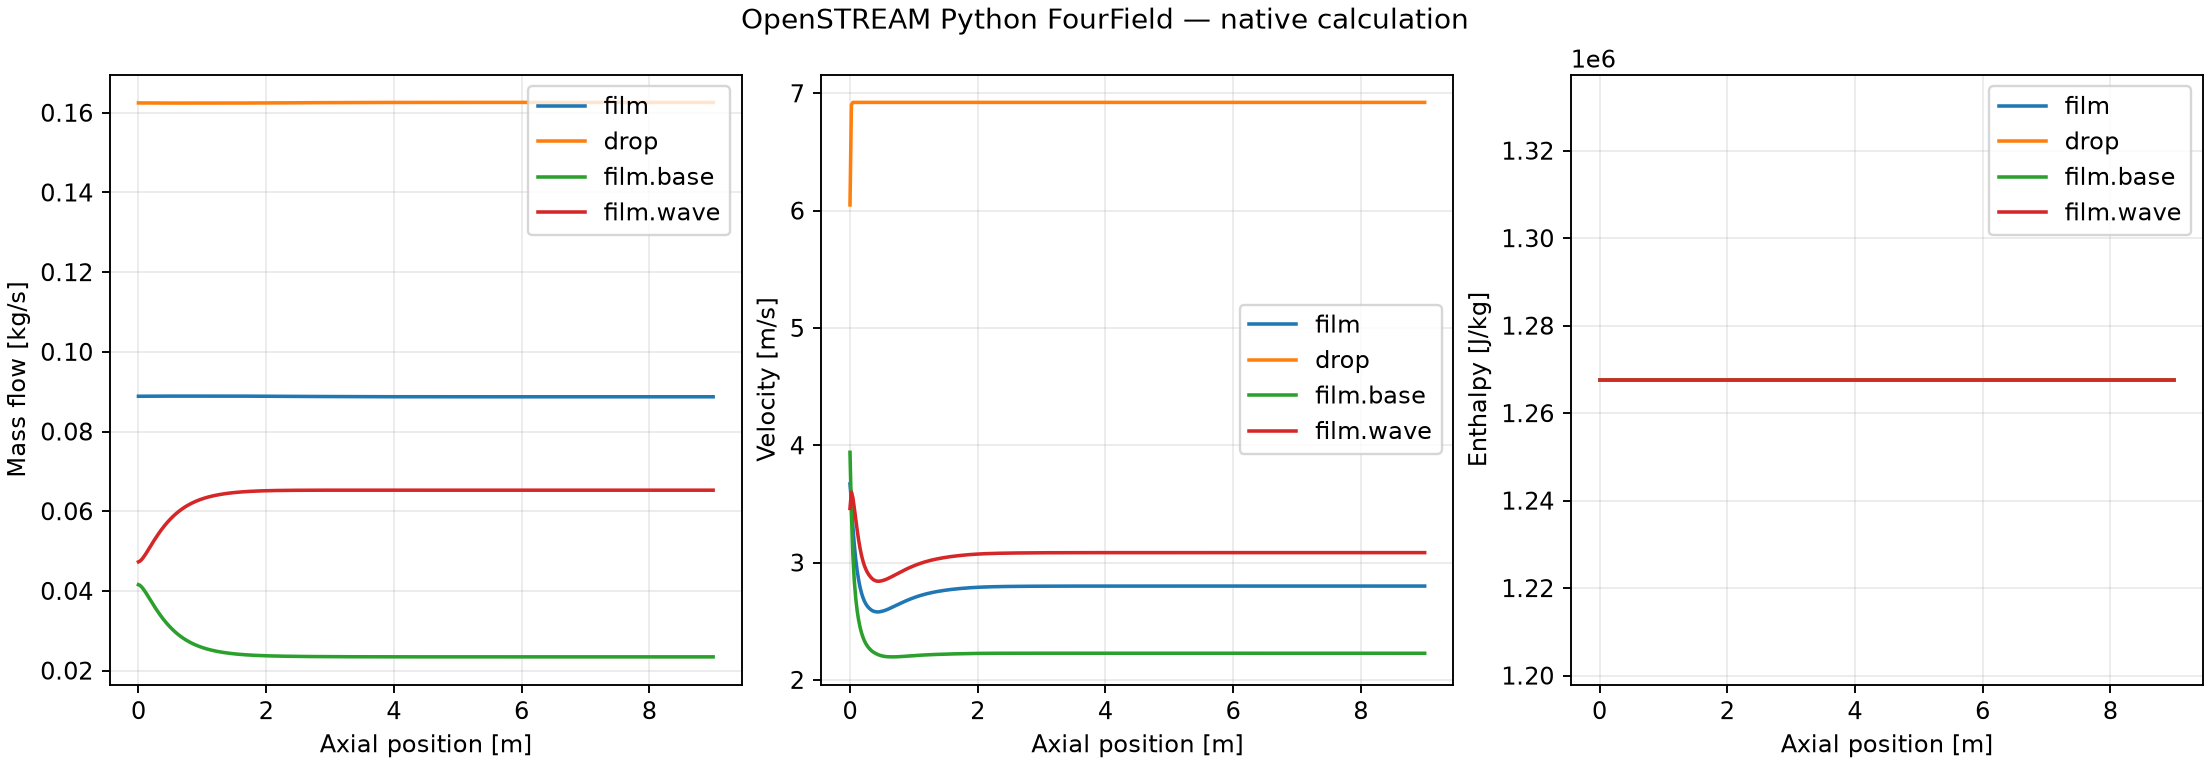 OpenSTREAM Python FourField — native calculation
Mass flow [kg/s]
0.16
0.14
0.12
0.10
0.08
0.06
0.04
0.02
film
drop
film.base
film.wave
0 2 4 6 8
Axial position [m]
Velocity [m/s]
7
6
5
4
3
2
film
drop
film.base
film.wave
0 2 4 6 8
Axial position [m]
1e6
Enthalpy [J/kg]
1.32
1.30
1.28
1.26
1.24
1.22
1.20
film
drop
film.base
film.wave
0 2 4 6 8
Axial position [m]